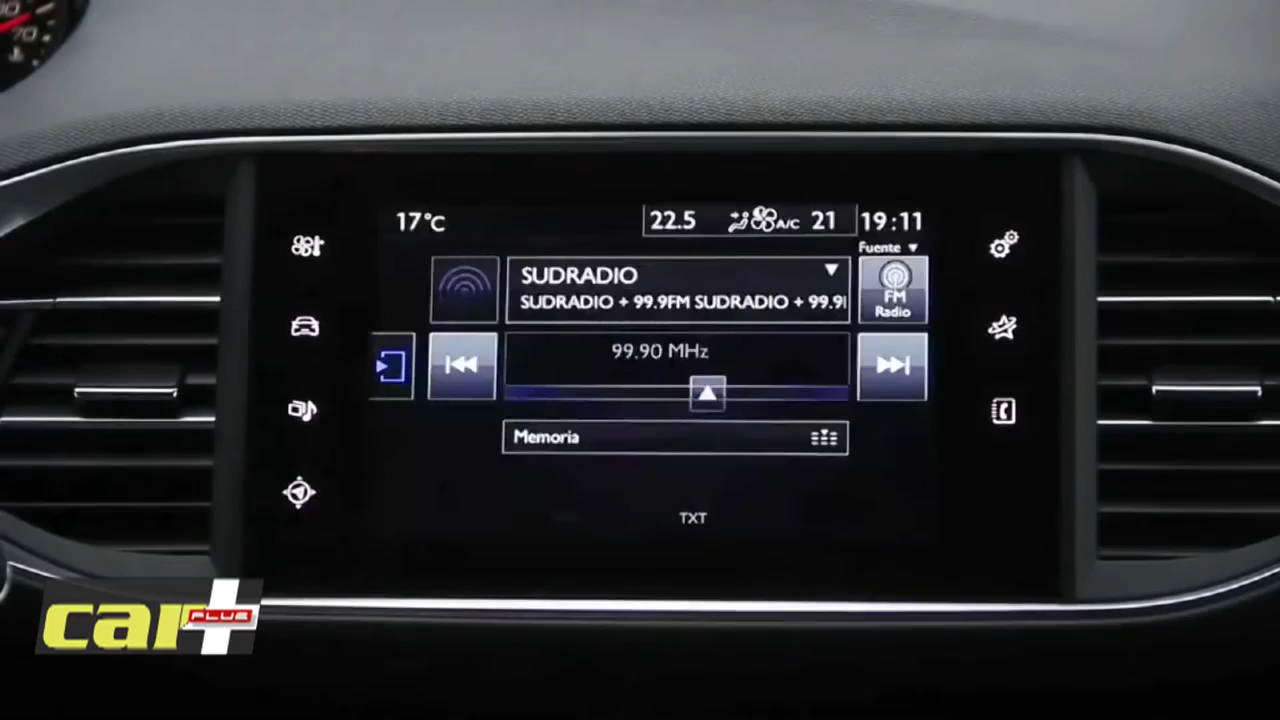 70
17°C
22.5 A/C 21
19:11
Fuente
SUDRADIO
SUDRADIO + 99.9FM SUDRADIO + 99.9
FM
Radio
99.90 MHz
Memoria
TXT
car
PLUS